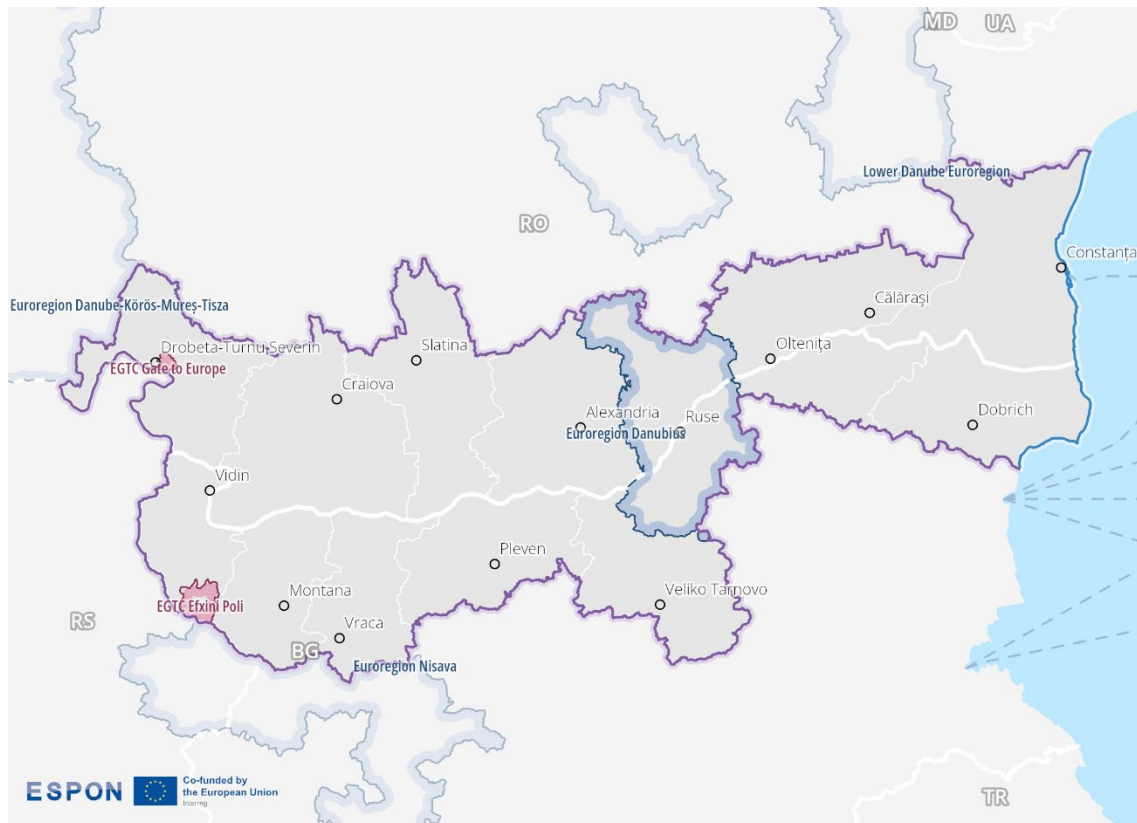 MD
UA
Lower Danube Euroregion
RO
Constanța
Euroregion Danube-Körös-Mureș-Tisza
Călărași
Drobeta-Turnu Severin
Slatina
Oltenița
EGTC Gate to Europe
Craiova
Alexandria
Ruse
Dobrich
Euroregion Danubius
Vidin
Pleven
EGTC Efxini Poli
Montana
Veliko Tarnovo
RS
Vraca
BG
Euroregion Nisava
ESPON
Co-funded by
the European Union
Interreg
TR